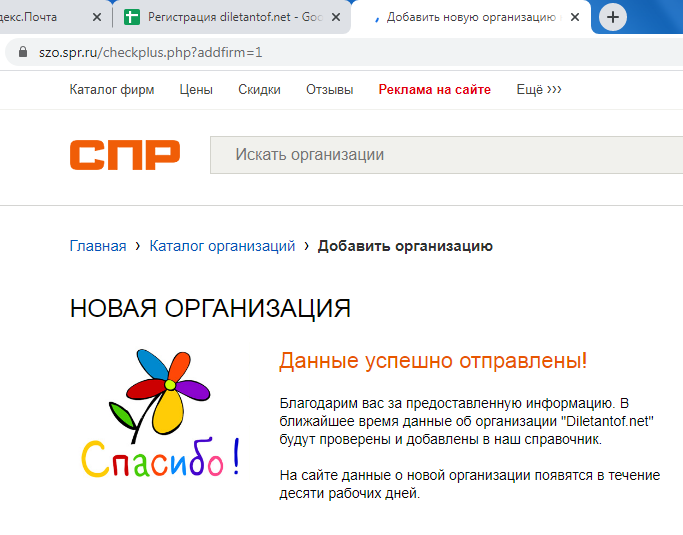 декс.Почта
Регистрация diletantof.net - Goo
Добавить новую организацию
szo.spr.ru/checkplus.php?addfirm=1
Каталог фирм Цены Скидки Отзывы Реклама на сайте Ещё ›››
СПР
Искать организации
Главная › Каталог организаций › Добавить организацию
НОВАЯ ОРГАНИЗАЦИЯ
Спасибо!
Данные успешно отправлены!
Благодарим вас за предоставленную информацию. В
ближайшее время данные об организации "Diletantof.net"
будут проверены и добавлены в наш справочник.
На сайте данные о новой организации появятся в течение
десяти рабочих дней.